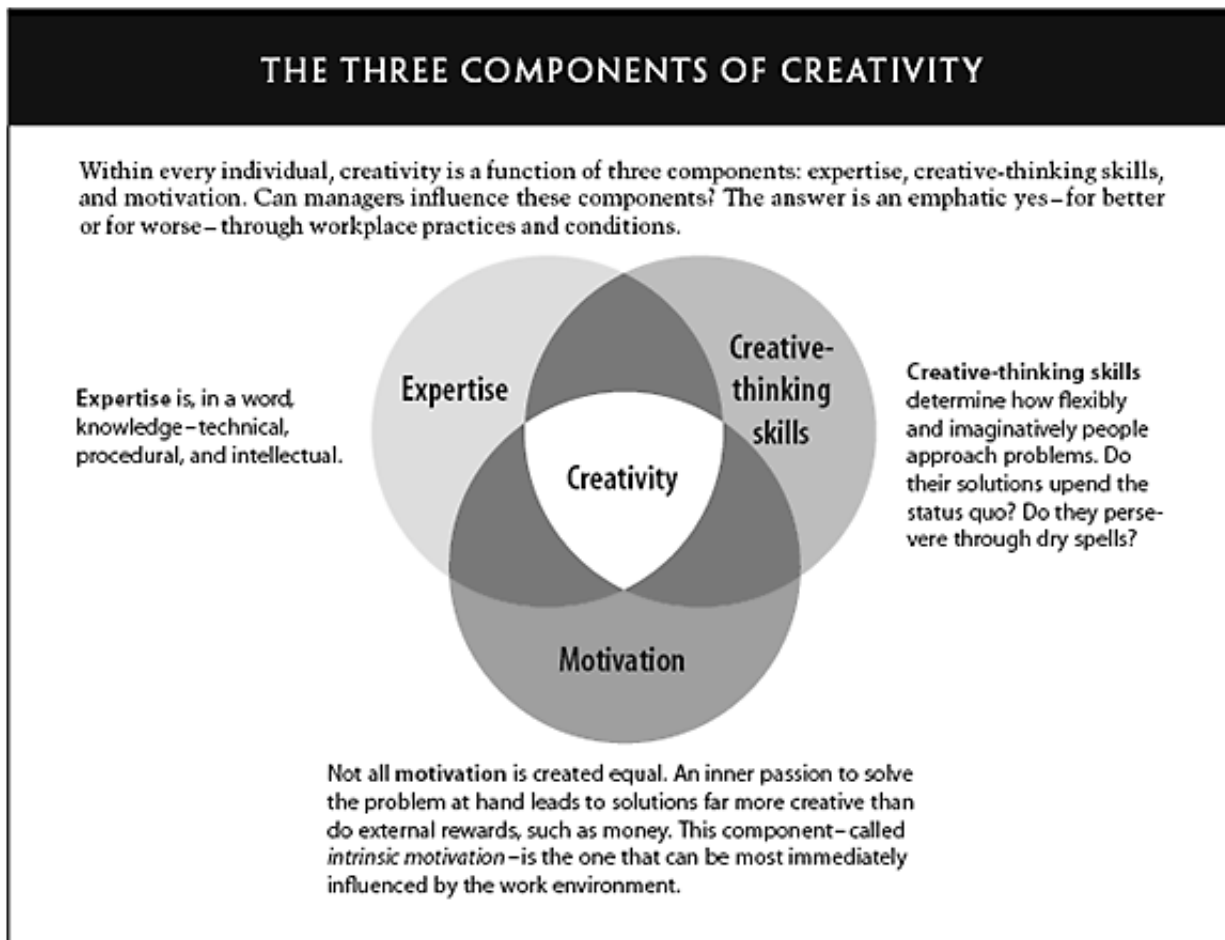 THE THREE COMPONENTS OF CREATIVITY
Within every individual, creativity is a function of three components: expertise, creative-thinking skills,
and motivation. Can managers influence these components? The answer is an emphatic yes–for better
or for worse–through workplace practices and conditions.
Expertise
Creative-
thinking
skills
Creativity
Motivation
Expertise is, in a word,
knowledge–technical,
procedural, and intellectual.
Creative-thinking skills
determine how flexibly
and imaginatively people
approach problems. Do
their solutions upend the
status quo? Do they perse-
vere through dry spells?
Not all motivation is created equal. An inner passion to solve
the problem at hand leads to solutions far more creative than
do external rewards, such as money. This component–called
intrinsic motivation–is the one that can be most immediately
influenced by the work environment.